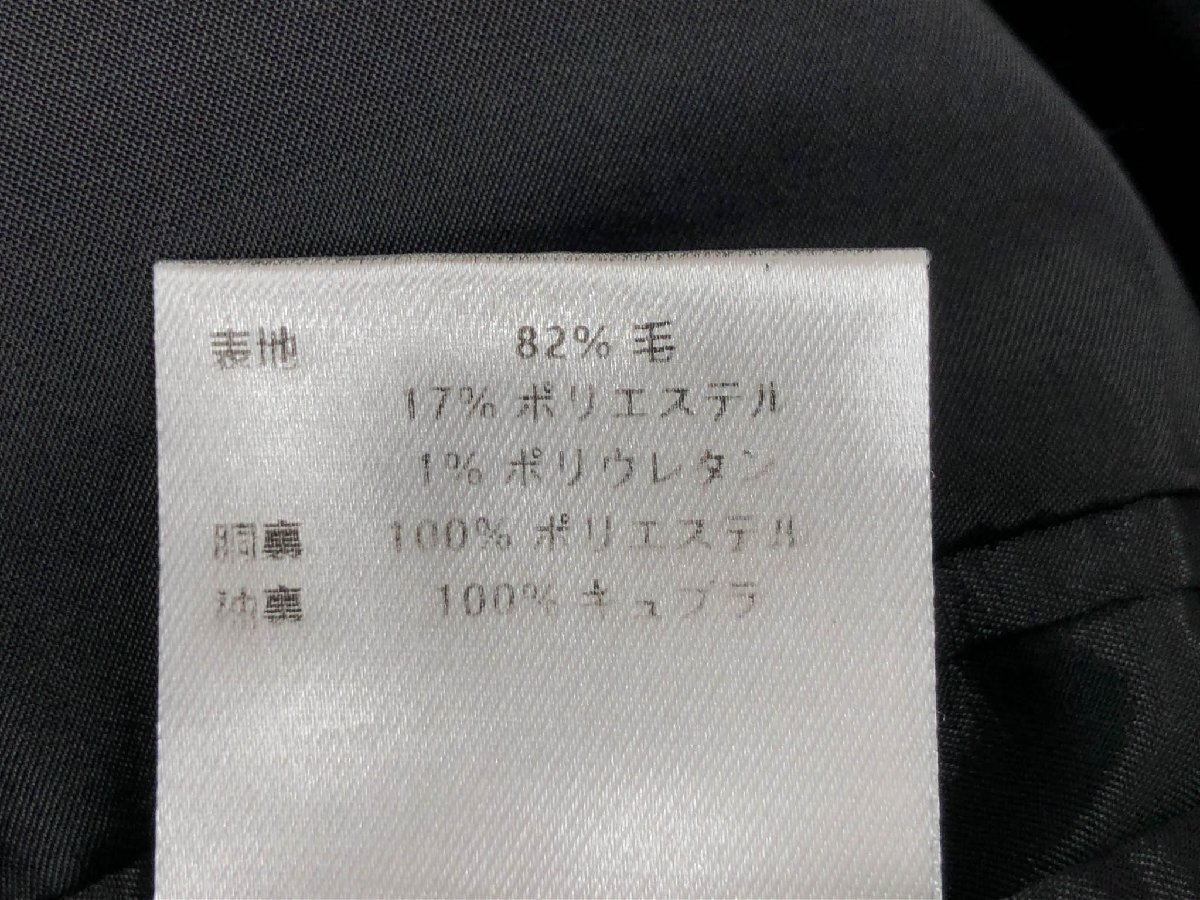 表地 82% 毛
17% ポリエステル
1% ポリウレタン
胴裏 100% ポリエステル
袖裏 100% キュプラ